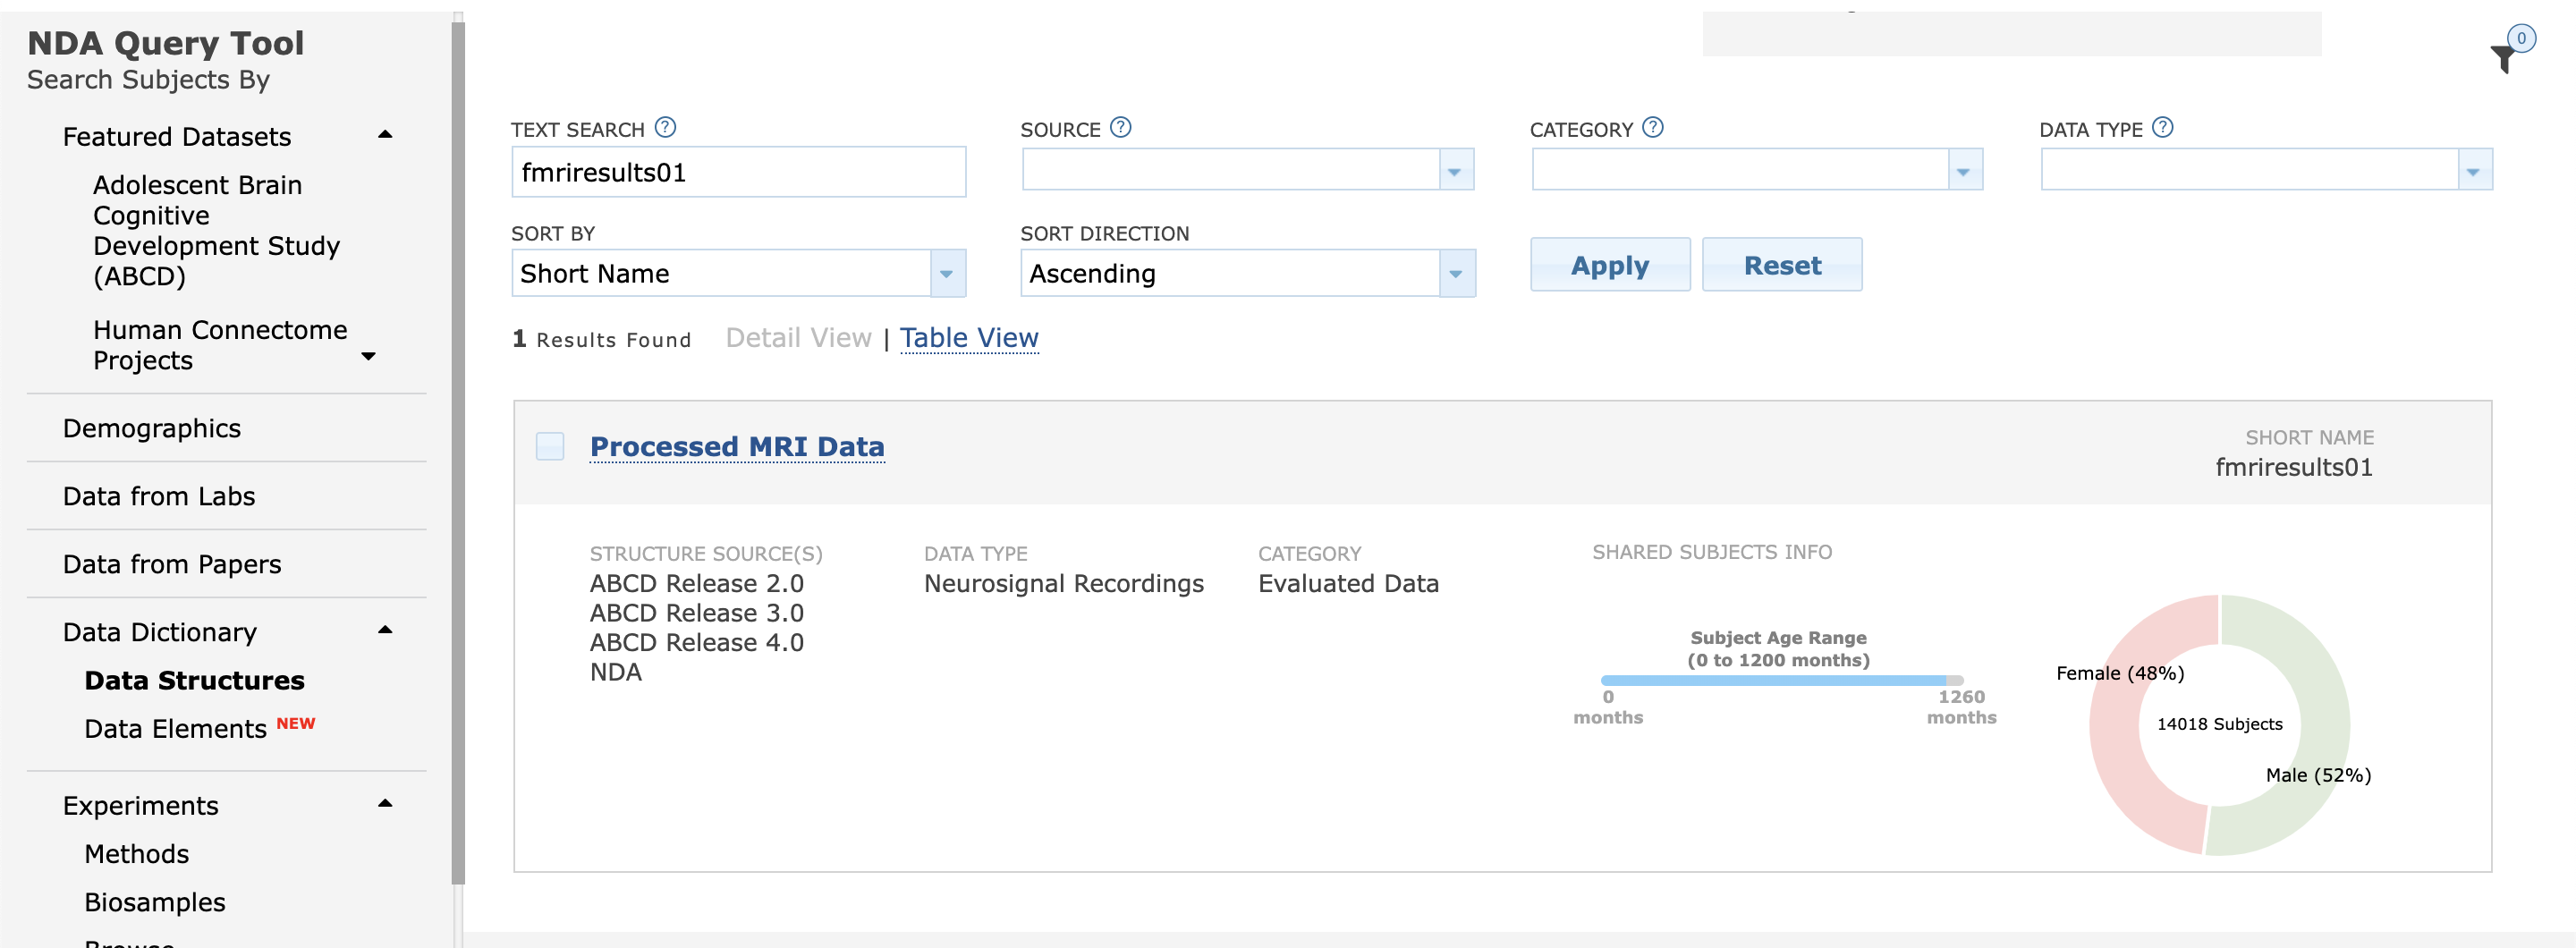 NDA Query Tool
Search Subjects By
Featured Datasets
Adolescent Brain
Cognitive
Development Study
(ABCD)
Human Connectome
Projects
Demographics
Data from Labs
Data from Papers
Data Dictionary
Data Structures
Data Elements NEW
Experiments
Methods
Biosamples
0
TEXT SEARCH ?
SOURCE ?
CATEGORY ?
DATA TYPE ?
fmriresults01
SORT BY
SORT DIRECTION
Short Name
Ascending
Apply
Reset
1 Results Found Detail View | Table View
Processed MRI Data
SHORT NAME
fmriresults01
STRUCTURE SOURCE(S)
ABCD Release 2.0
ABCD Release 3.0
ABCD Release 4.0
NDA
DATA TYPE
Neurosignal Recordings
CATEGORY
Evaluated Data
SHARED SUBJECTS INFO
Subject Age Range
(0 to 1200 months)
0
months
1260
months
Female (48%)
14018 Subjects
Male (52%)